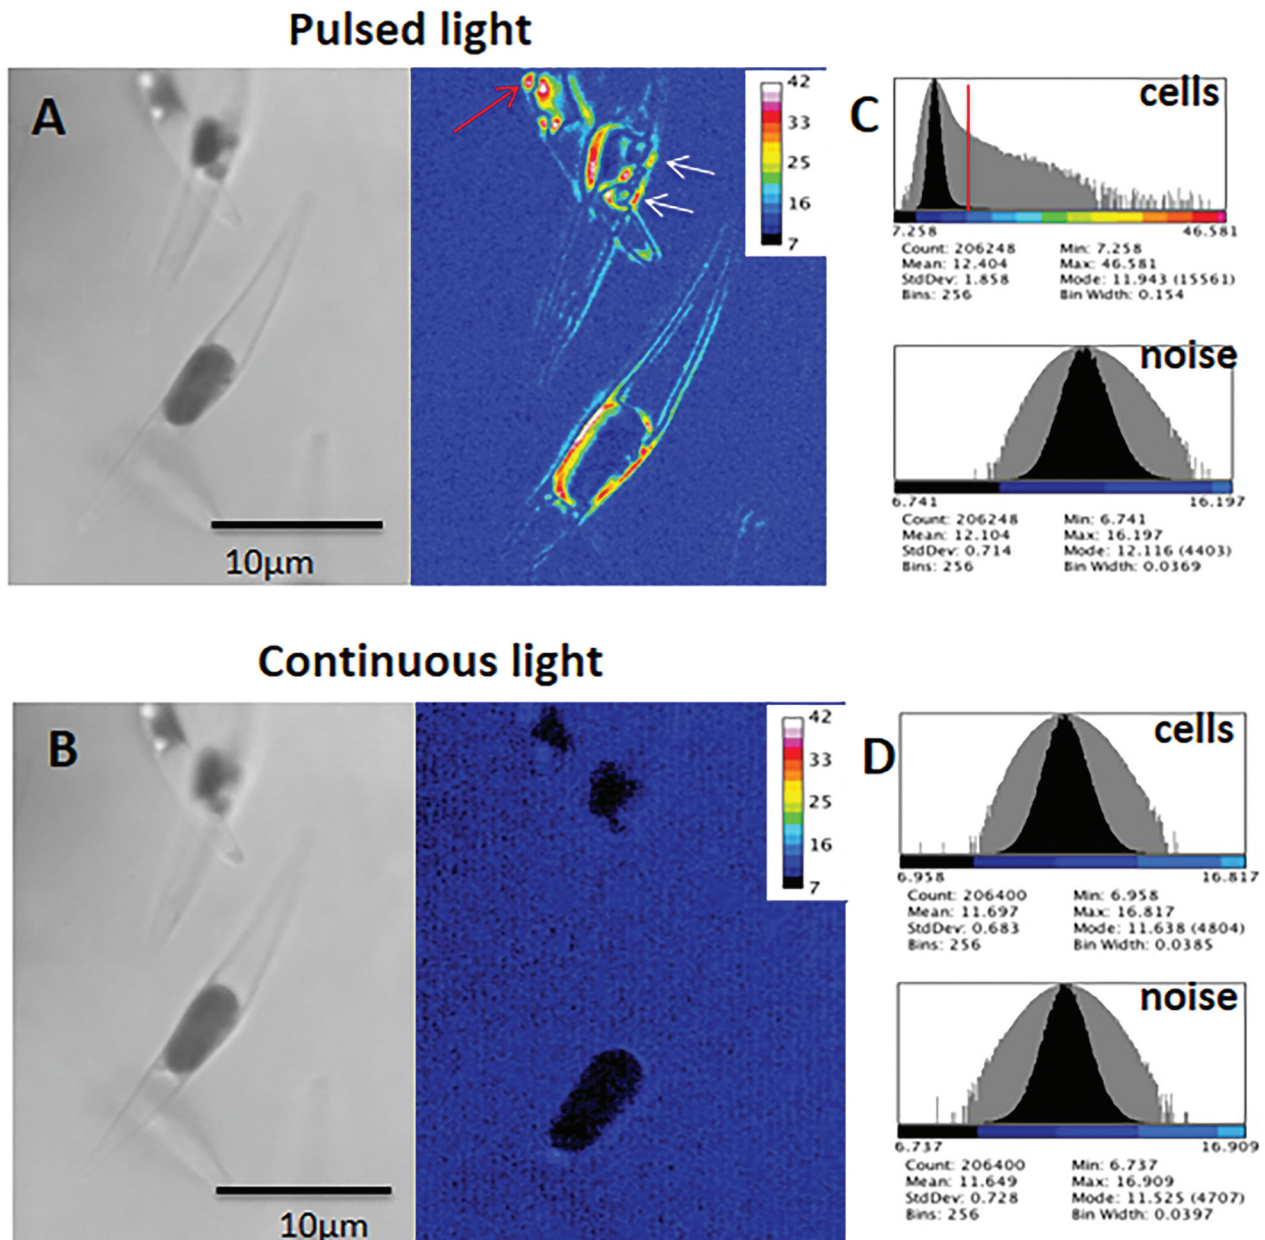 Pulsed light
A
10µm
42
33
25
16
7
C
cells
7.258 46.581
Count: 206248 Min: 7.258
Mean: 12.404 Max: 46.581
StdDev: 1.858 Mode: 11.943 (15561)
Bins: 256 Bin Width: 0.154
noise
6.741 16.197
Count: 206248 Min: 6.741
Mean: 12.104 Max: 16.197
StdDev: 0.714 Mode: 12.116 (4403)
Bins: 256 Bin Width: 0.0369
Continuous light
B
10µm
42
33
25
16
7
D
cells
6.958 16.817
Count: 206400 Min: 6.958
Mean: 11.697 Max: 16.817
StdDev: 0.683 Mode: 11.638 (4804)
Bins: 256 Bin Width: 0.0385
noise
6.737 16.909
Count: 206400 Min: 6.737
Mean: 11.649 Max: 16.909
StdDev: 0.728 Mode: 11.525 (4707)
Bins: 256 Bin Width: 0.0397